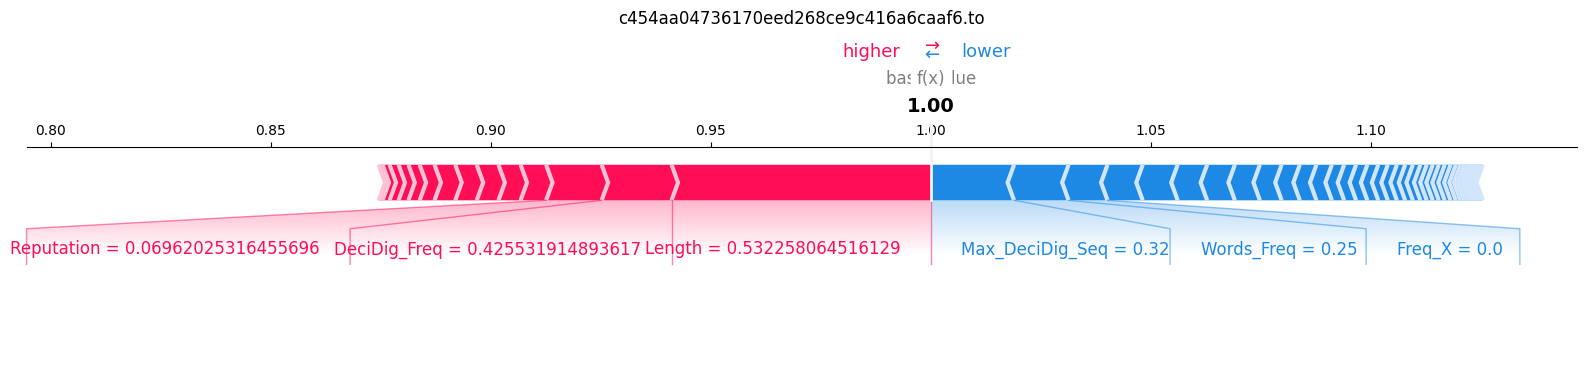 c454aa04736170eed268ce9c416a6caaf6.to
higher → ← lower
bas f(x) lue
1.00
0.80 0.85 0.90 0.95 1.00 1.05 1.10
Reputation = 0.06962025316455696 DeciDig_Freq = 0.425531914893617 Length = 0.532258064516129 Max_DeciDig_Seq = 0.32 Words_Freq = 0.25 Freq_X = 0.0